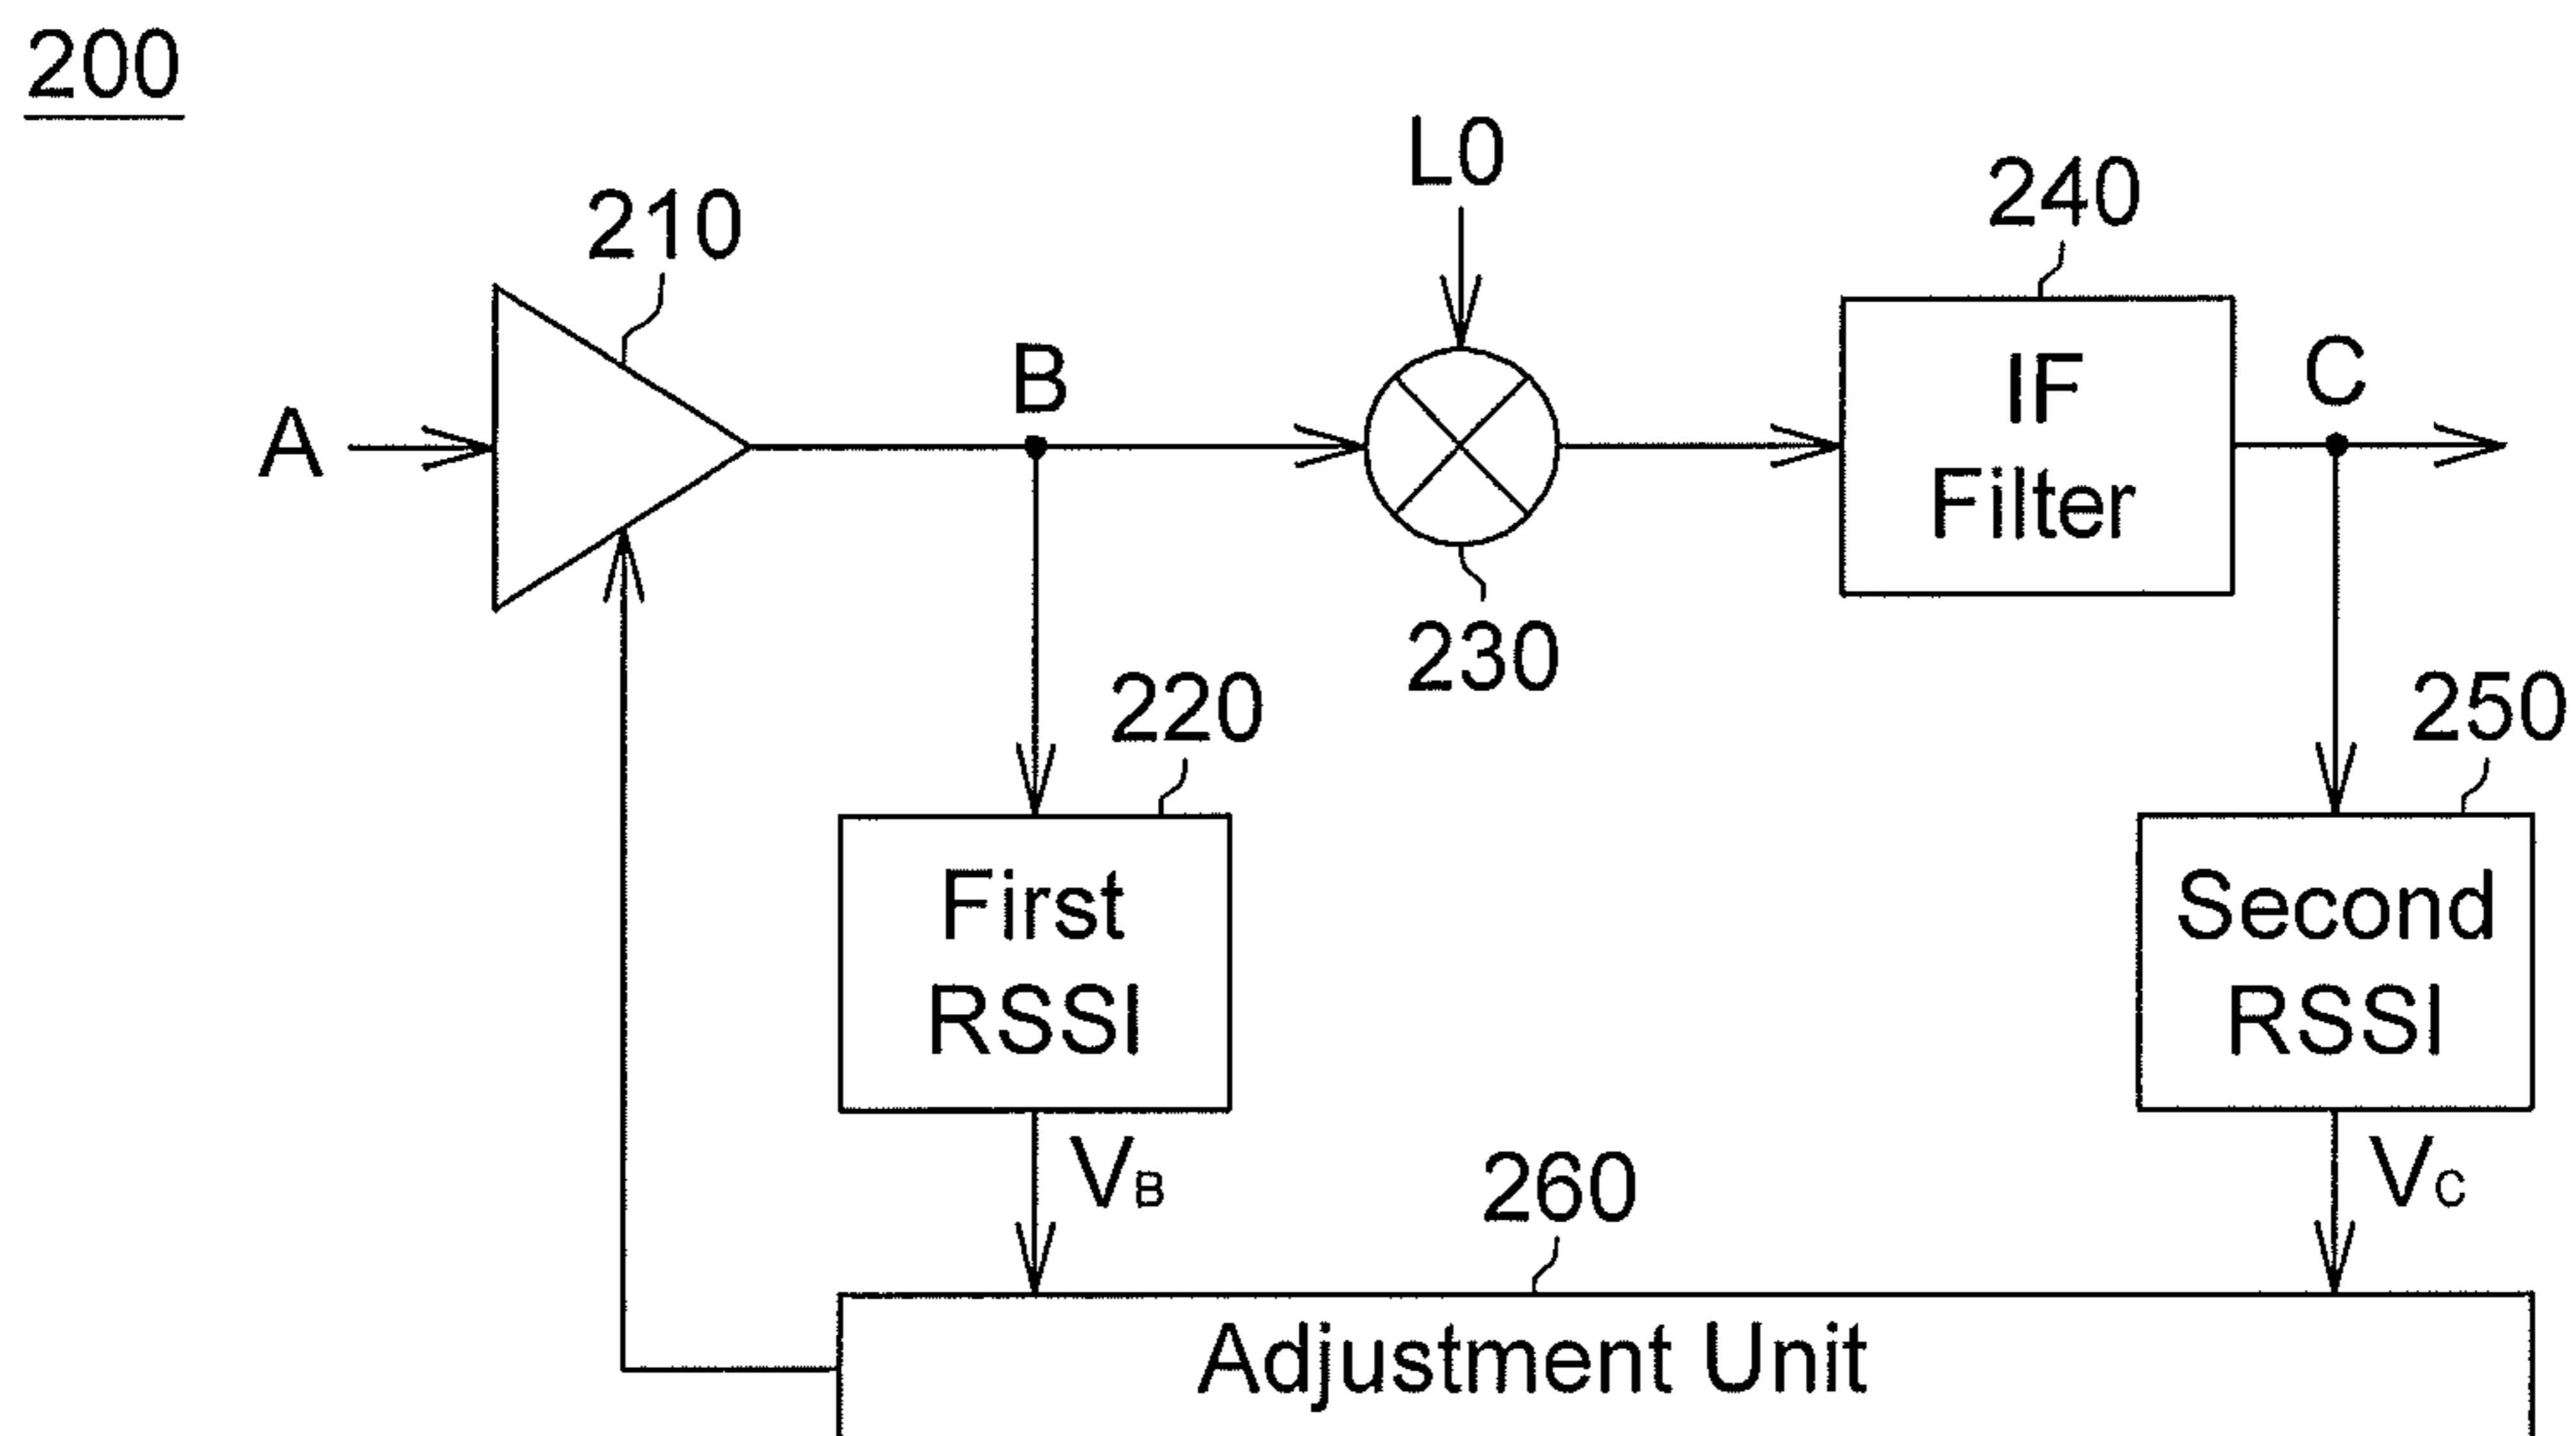 200
L0
240
210
IF
Filter
A
B
C
230
220
250
First
RSSI
Second
RSSI
VB
VC
260
Adjustment Unit